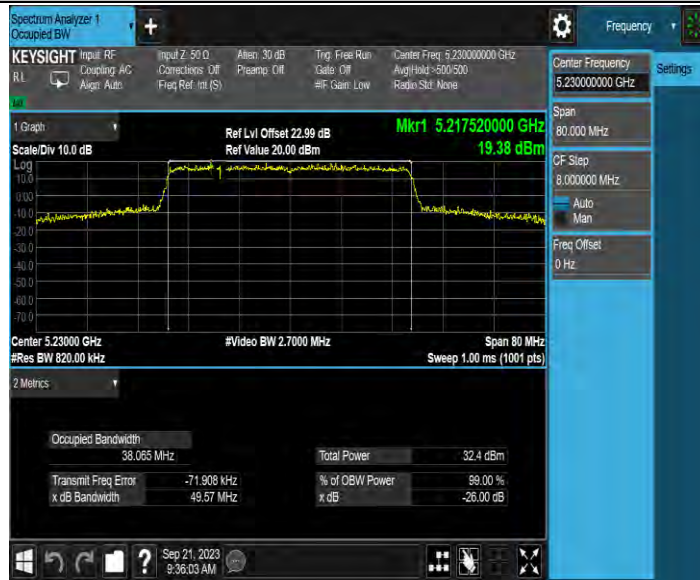 Spectrum Analyzer 1
Occupied BW
Frequency
KEYSIGHT
RL
Input: RF
Coupling: AC
Align: Auto
Input Z: 50 Ω
Corrections: Off
Freq Ref: Int (S)
Atten: 30 dB
Preamp: Off
Trig: Free Run
Gate: Off
#IF Gain: Low
Center Freq: 5.230000000 GHz
Avg|Hold:>500/500
Radio Std: None
Center Frequency
5.230000000 GHz
Settings
Span
80.000 MHz
CF Step
8.000000 MHz
Auto
Man
Freq Offset
0 Hz
1 Graph
Scale/Div 10.0 dB
Ref Lvl Offset 22.99 dB
Ref Value 20.00 dBm
Mkr1 5.217520000 GHz
19.38 dBm
Log
10.0
0.00
-10.0
-20.0
-30.0
-40.0
-50.0
-60.0
-70.0
Center 5.23000 GHz
#Res BW 820.00 kHz
#Video BW 2.7000 MHz
Span 80 MHz
Sweep 1.00 ms (1001 pts)
2 Metrics
Occupied Bandwidth
38.065 MHz
Total Power 32.4 dBm
Transmit Freq Error -71.908 kHz
% of OBW Power 99.00 %
x dB Bandwidth 49.57 MHz
x dB -26.00 dB
?
Sep 21, 2023
9:36:03 AM